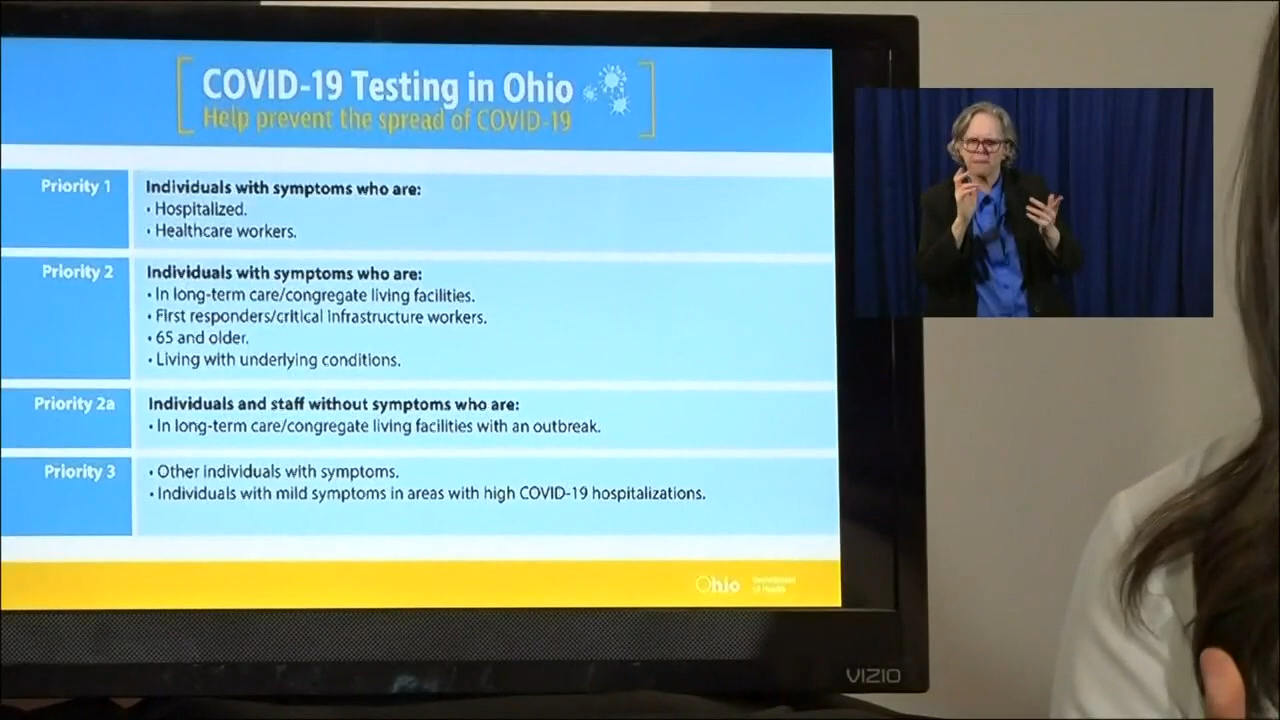 COVID-19 Testing in Ohio
Help prevent the spread of COVID-19
Priority 1
Individuals with symptoms who are:
• Hospitalized.
• Healthcare workers.
Priority 2
Individuals with symptoms who are:
• In long-term care/congregate living facilities.
• First responders/critical infrastructure workers.
• 65 and older.
• Living with underlying conditions.
Priority 2a
Individuals and staff without symptoms who are:
• In long-term care/congregate living facilities with an outbreak.
Priority 3
• Other individuals with symptoms.
• Individuals with mild symptoms in areas with high COVID-19 hospitalizations.
Ohio
Department
of Health
VIZIO